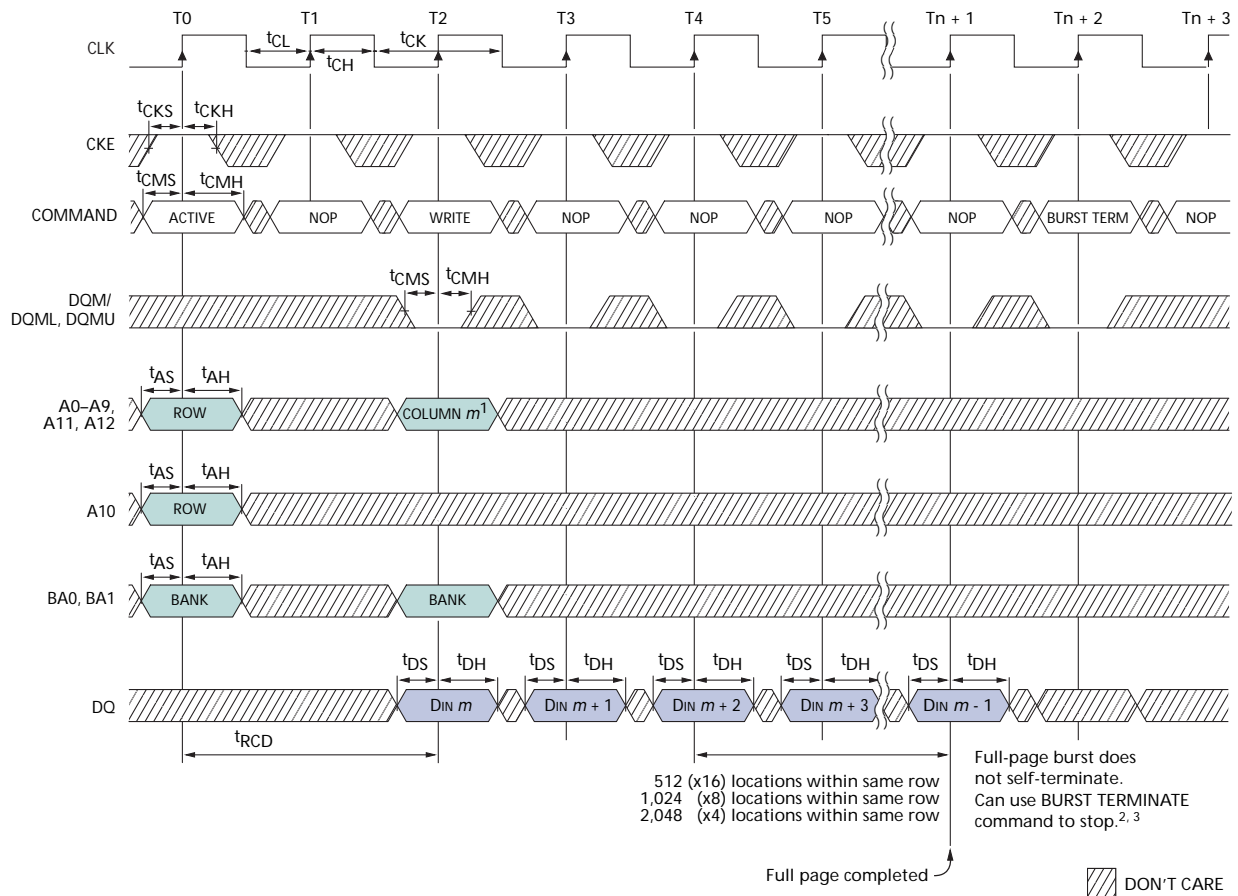 T0 T1 T2 T3 T4 T5 Tn + 1 Tn + 2 Tn + 3
CLK
tCL tCK
tCH
tCKS tCKH
CKE
tCMS tCMH
COMMAND ACTIVE NOP WRITE NOP NOP NOP NOP BURST TERM NOP
tCMS tCMH
DQM/
DQML, DQMU
tAS tAH
A0–A9,
A11, A12
ROW COLUMN m1
tAS tAH
A10 ROW
tAS tAH
BA0, BA1 BANK BANK
tDS tDH tDS tDH tDS tDH tDS tDH tDS tDH
DQ DIN m DIN m + 1 DIN m + 2 DIN m + 3 DIN m - 1
tRCD
512 (x16) locations within same row
1,024 (x8) locations within same row
2,048 (x4) locations within same row
Full-page burst does
not self-terminate.
Can use BURST TERMINATE
command to stop.2, 3
Full page completed
DON'T CARE